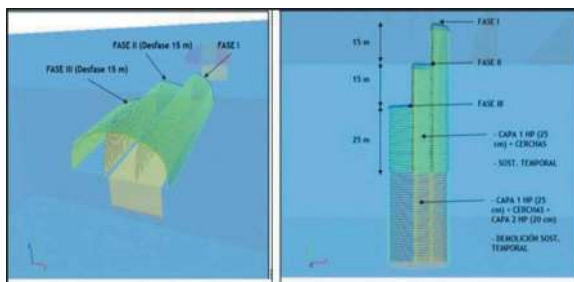 FASE II (Desfase 15 m)
FASE I
FASE III (Desfase 15 m)
FASE I
15 m
FASE II
15 m
FASE III
25 m
- CAPA 1 HP (25
cm) + CERCHAS
- SOST. TEMPORAL
- CAPA 1 HP (25
cm) + CERCHAS +
CAPA 2 HP (20 cm)
- DEMOLICIÓN SOST.
TEMPORAL